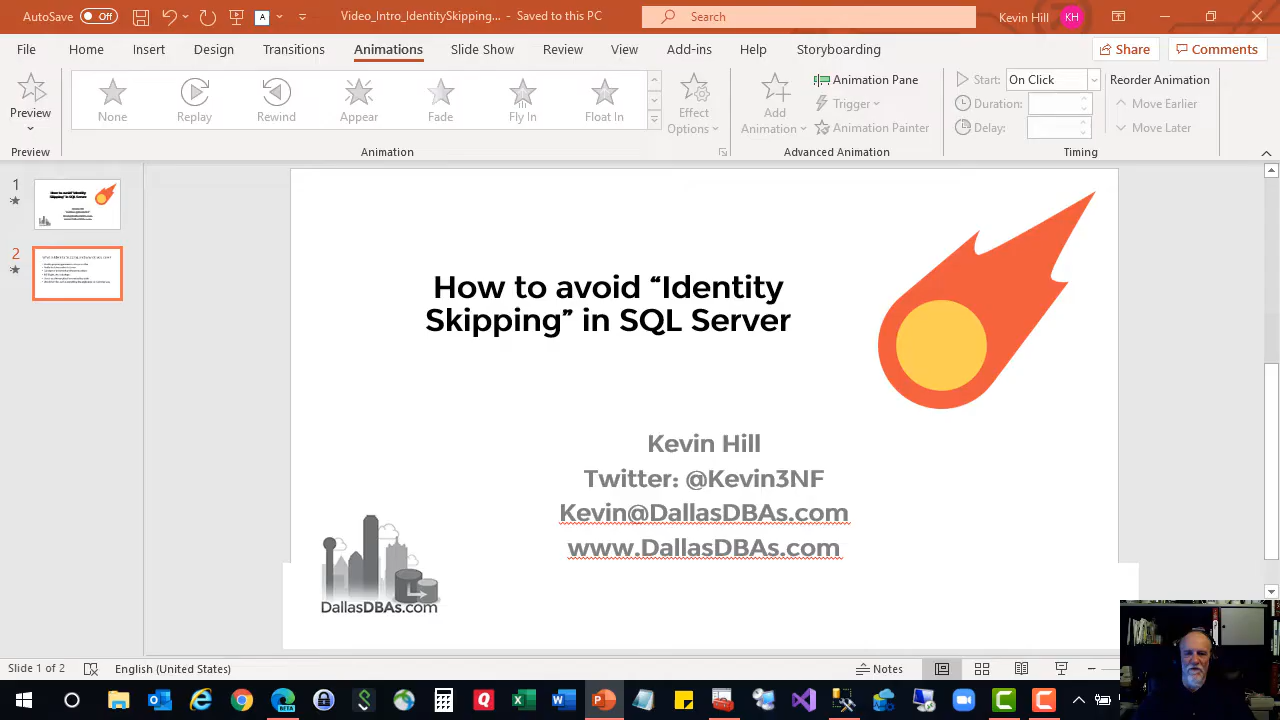 AutoSave Off A Video_Intro_IdentitySkipping... - Saved to this PC Search Kevin Hill KH
File Home Insert Design Transitions Animations Slide Show Review View Add-ins Help Storyboarding Share Comments
Preview
None Replay Rewind Appear Fade Fly In Float In
Effect
Options
Add
Animation
Animation Pane
Trigger
Animation Painter
Start: On Click
Duration:
Delay:
Reorder Animation
Move Earlier
Move Later
Preview Animation Advanced Animation Timing
1
2
How to avoid “Identity
Skipping” in SQL Server
Kevin Hill
Twitter: @Kevin3NF
Kevin@DallasDBAs.com
www.DallasDBAs.com
DallasDBAs.com
Slide 1 of 2 English (United States) Notes
BETA